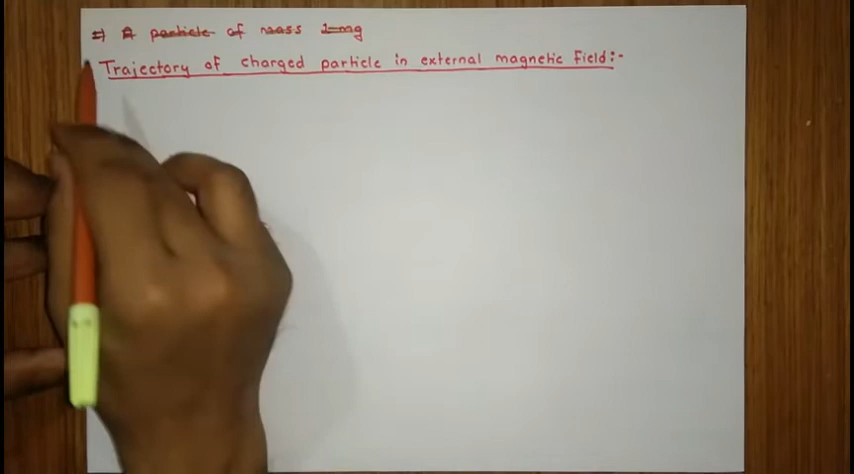 =) A particle of mass 1 mg
Trajectory of charged particle in external magnetic field:-